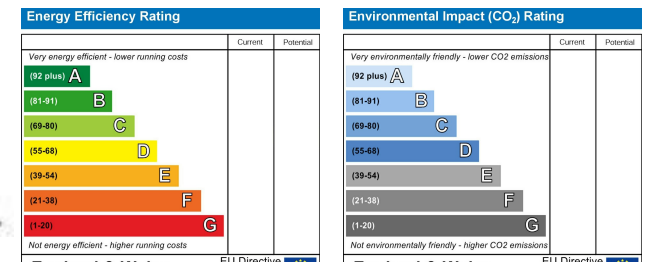 Energy Efficiency Rating
Current Potential
Very energy efficient - lower running costs
(92 plus) A
(81-91) B
(69-80) C
(55-68) D
(39-54) E
(21-38) F
(1-20) G
Not energy efficient - higher running costs
EU Directive
Environmental Impact (CO₂) Rating
Current Potential
Very environmentally friendly - lower CO2 emissions
(92 plus) A
(81-91) B
(69-80) C
(55-68) D
(39-54) E
(21-38) F
(1-20) G
Not environmentally friendly - higher CO2 emissions
EU Directive